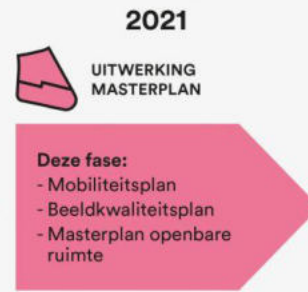 2021
UITWERKING
MASTERPLAN
Deze fase:
- Mobiliteitsplan
- Beeldkwaliteitsplan
- Masterplan openbare
ruimte